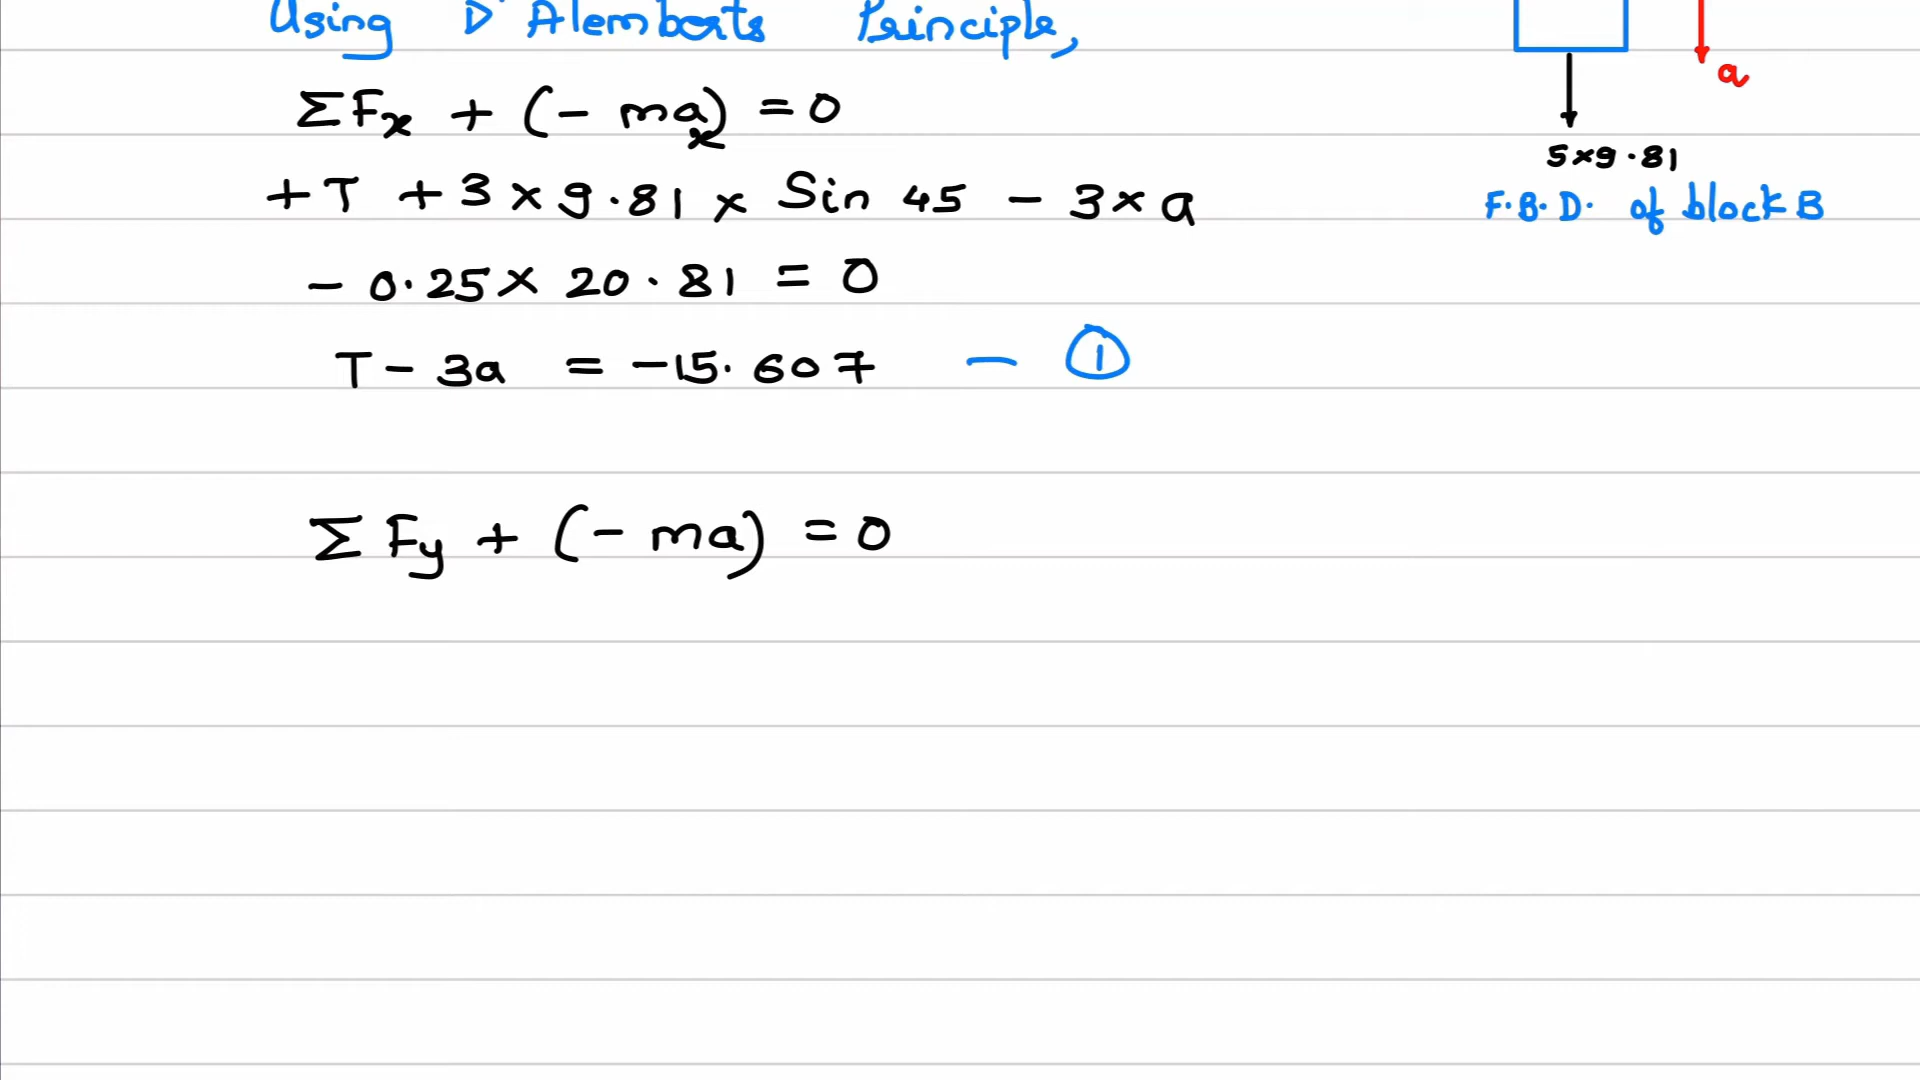 Using D'Alemberts Principle,
ΣFx + (- max) = 0
+T + 3 × 9.81 × Sin 45 - 3 × a
- 0.25 × 20.81 = 0
T - 3a = -15.607 - ①
ΣFy + (- ma) = 0
a
5×9.81
F.B.D. of block B